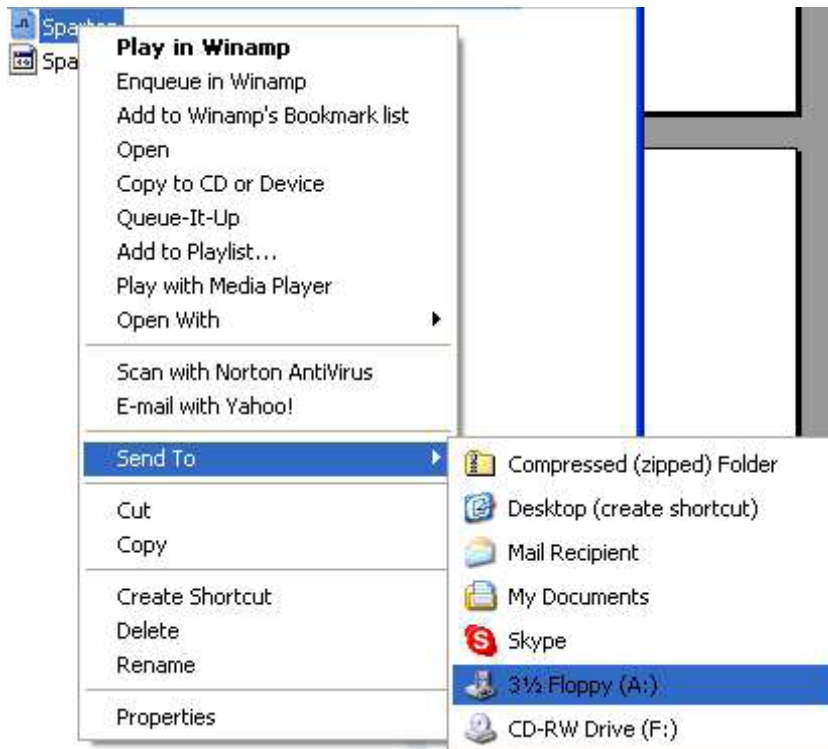 Spa
Play in Winamp
Enqueue in Winamp
Add to Winamp's Bookmark list
Open
Copy to CD or Device
Queue-It-Up
Add to Playlist...
Play with Media Player
Open With
Scan with Norton AntiVirus
E-mail with Yahoo!
Send To
Cut
Copy
Create Shortcut
Delete
Rename
Properties
Compressed (zipped) Folder
Desktop (create shortcut)
Mail Recipient
My Documents
Skype
3½ Floppy (A:)
CD-RW Drive (F:)